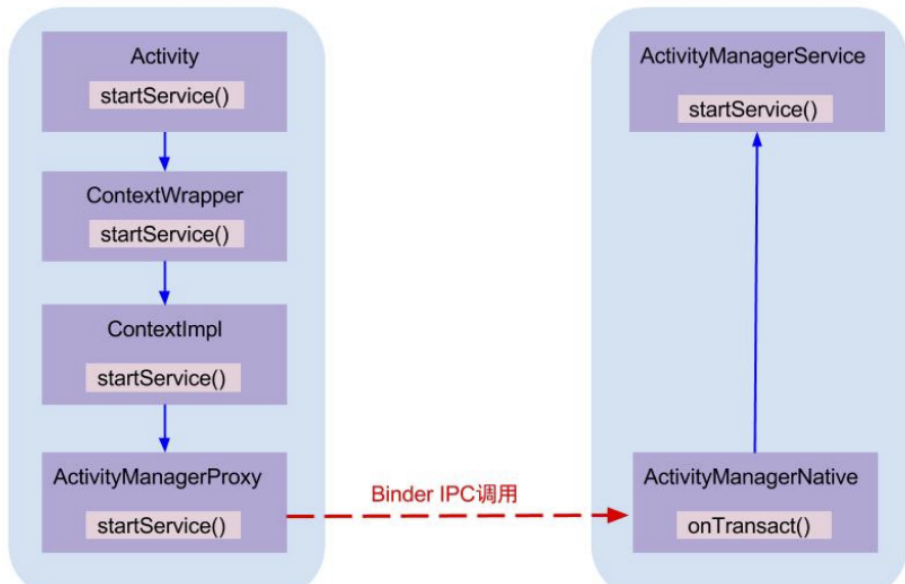 Activity
startService()
ContextWrapper
startService()
ContextImpl
startService()
ActivityManagerProxy
startService()
Binder IPC调用
ActivityManagerService
startService()
ActivityManagerNative
onTransact()